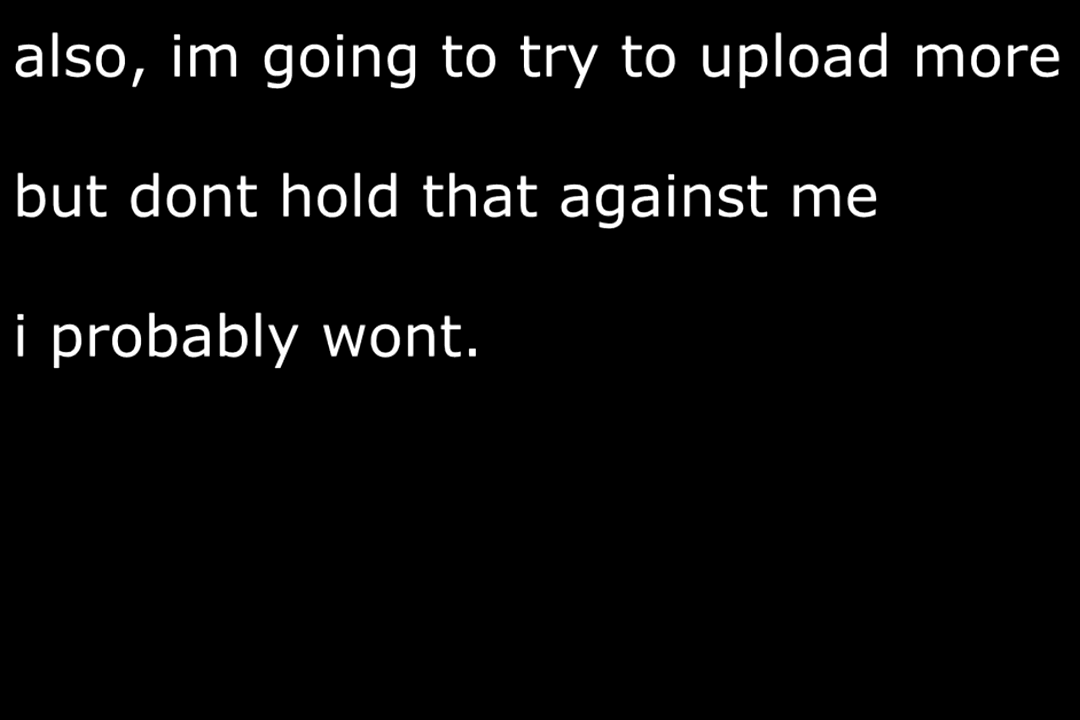 also, im going to try to upload more
but dont hold that against me
i probably wont.